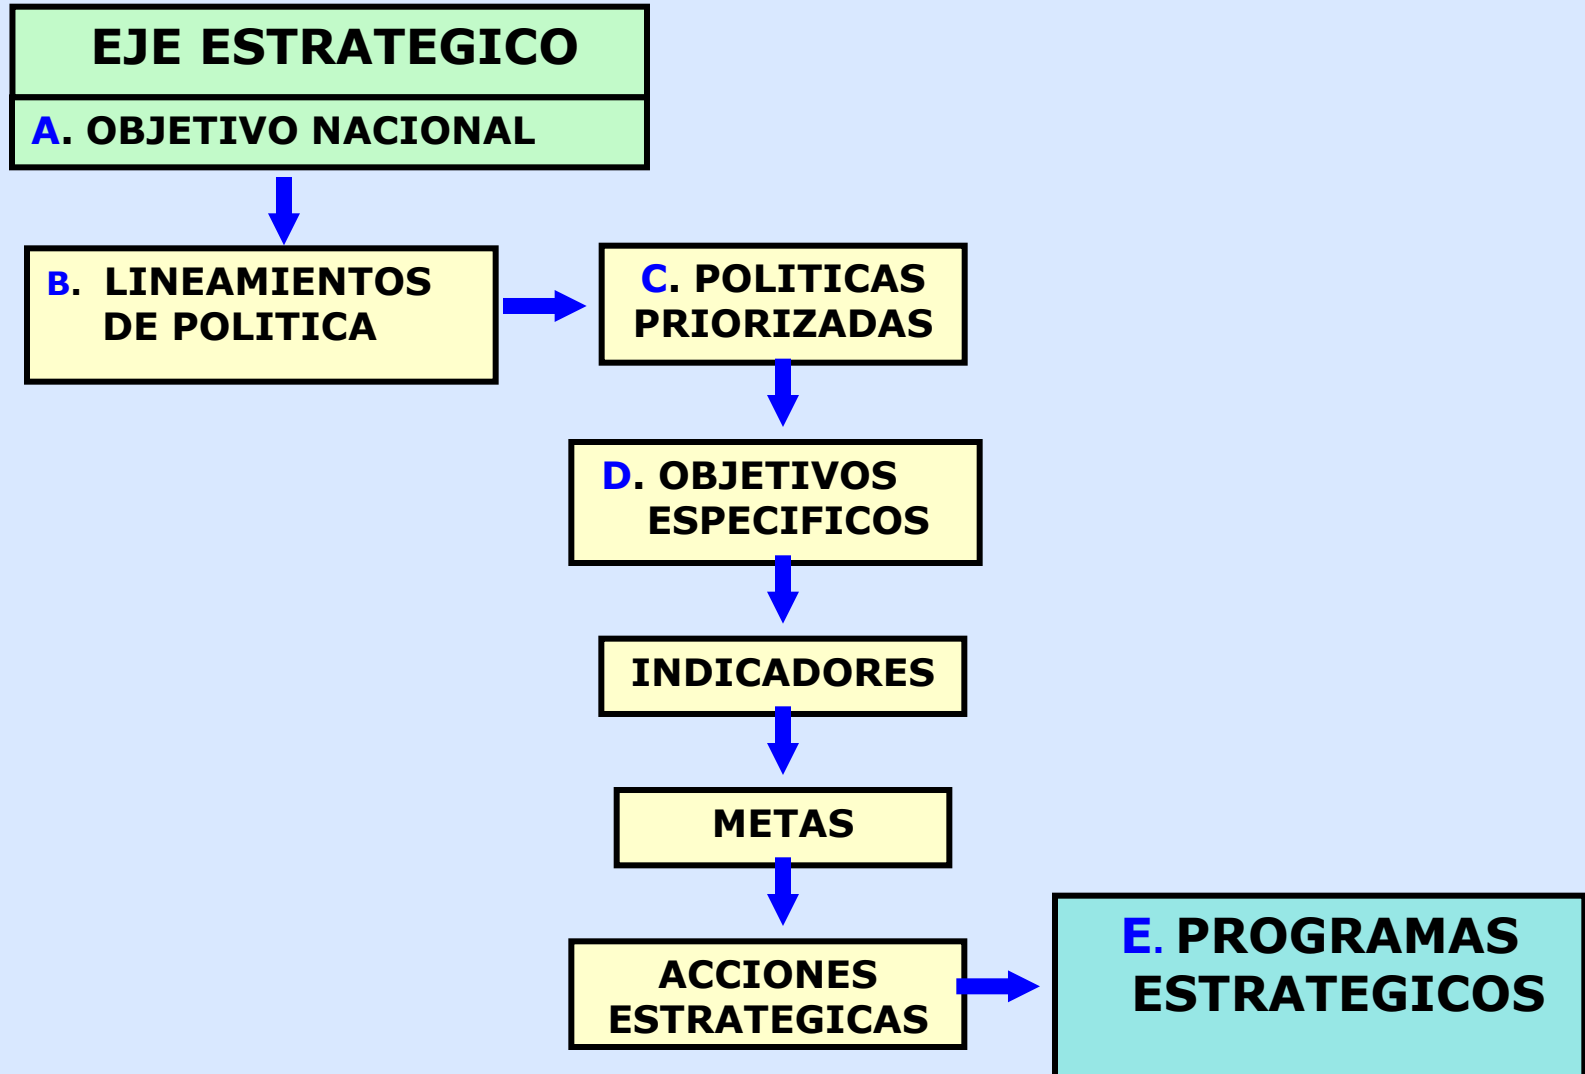 EJE ESTRATEGICO
A. OBJETIVO NACIONAL
B. LINEAMIENTOS
DE POLITICA
C. POLITICAS
PRIORIZADAS
D. OBJETIVOS
ESPECIFICOS
INDICADORES
METAS
ACCIONES
ESTRATEGICAS
E. PROGRAMAS
ESTRATEGICOS